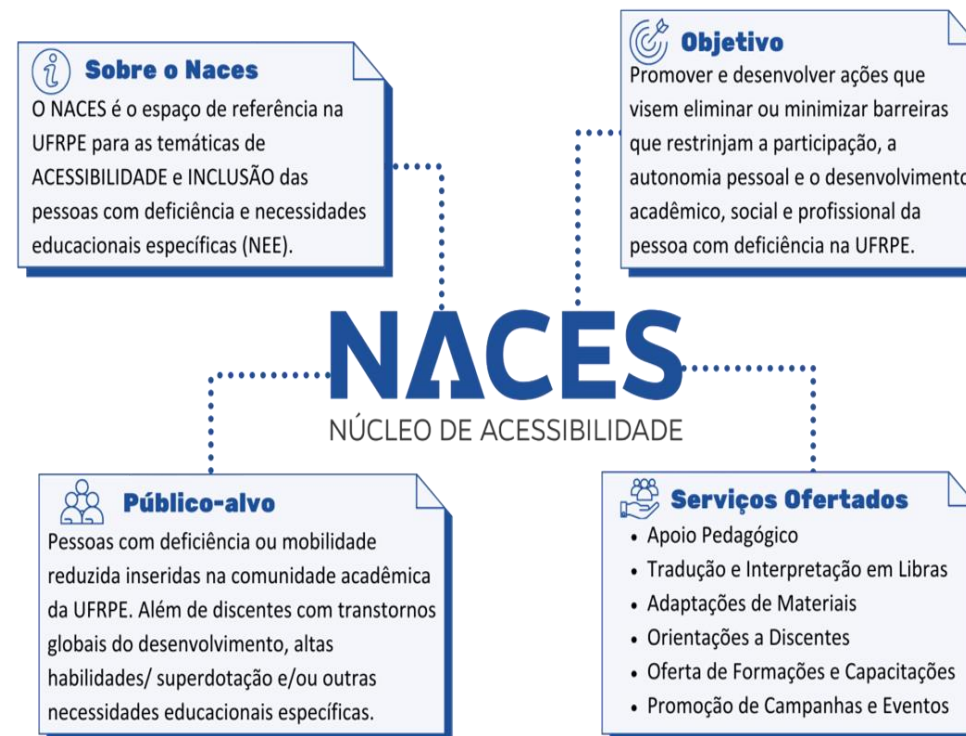 Sobre o Naces
O NACES é o espaço de referência na
UFRPE para as temáticas de
ACESSIBILIDADE e INCLUSÃO das
pessoas com deficiência e necessidades
educacionais específicas (NEE).
Objetivo
Promover e desenvolver ações que
visem eliminar ou minimizar barreiras
que restrinjam a participação, a
autonomia pessoal e o desenvolvimento
acadêmico, social e profissional da
pessoa com deficiência na UFRPE.
NACES
NÚCLEO DE ACESSIBILIDADE
Público-alvo
Pessoas com deficiência ou mobilidade
reduzida inseridas na comunidade acadêmica
da UFRPE. Além de discentes com transtornos
globais do desenvolvimento, altas
habilidades/ superdotação e/ou outras
necessidades educacionais específicas.
Serviços Ofertados
• Apoio Pedagógico
• Tradução e Interpretação em Libras
• Adaptações de Materiais
• Orientações a Discentes
• Oferta de Formações e Capacitações
• Promoção de Campanhas e Eventos